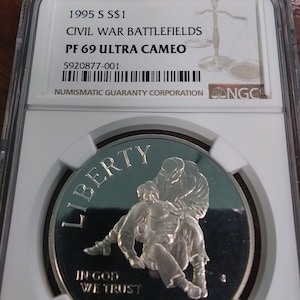 1995 S S$1
CIVIL WAR BATTLEFIELDS
PF 69 ULTRA CAMEO
5920877-001
NUMISMATIC GUARANTY CORPORATION
NGC
LIBERTY
IN GOD
WE TRUST
S